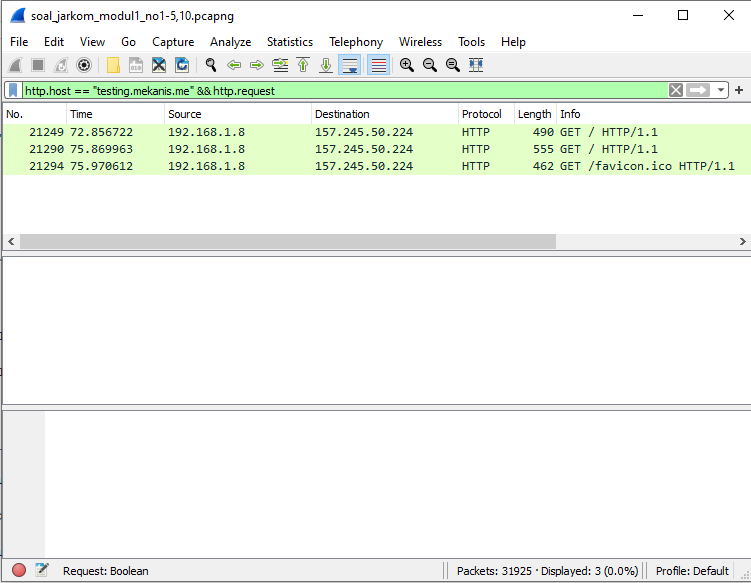 soal_jarkom_modul1_no1-5,10.pcapng
File Edit View Go Capture Analyze Statistics Telephony Wireless Tools Help
http.host == "testing.mekanis.me" && http.request
No. Time Source Destination Protocol Length Info
21249 72.856722 192.168.1.8 157.245.50.224 HTTP 490 GET / HTTP/1.1
21290 75.869963 192.168.1.8 157.245.50.224 HTTP 555 GET / HTTP/1.1
21294 75.970612 192.168.1.8 157.245.50.224 HTTP 462 GET /favicon.ico HTTP/1.1
Request: Boolean Packets: 31925 · Displayed: 3 (0.0%) Profile: Default